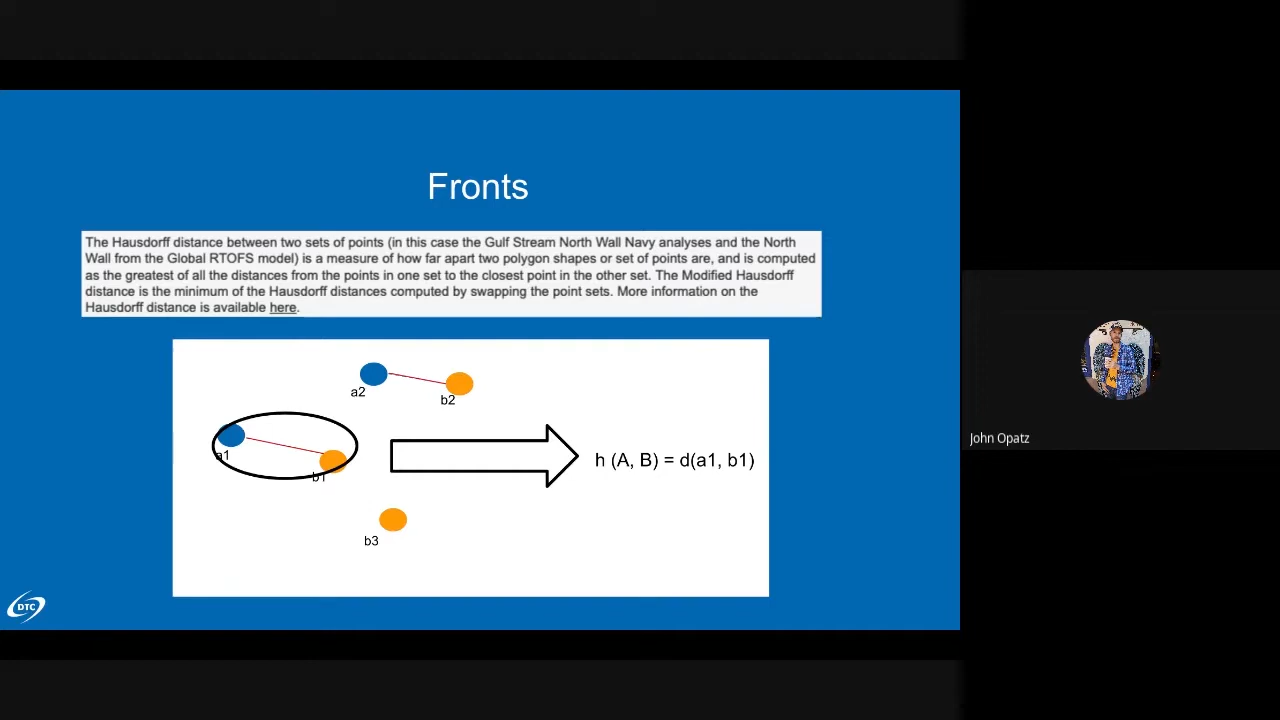 Fronts
The Hausdorff distance between two sets of points (in this case the Gulf Stream North Wall Navy analyses and the North
Wall from the Global RTOFS model) is a measure of how far apart two polygon shapes or set of points are, and is computed
as the greatest of all the distances from the points in one set to the closest point in the other set. The Modified Hausdorff
distance is the minimum of the Hausdorff distances computed by swapping the point sets. More information on the
Hausdorff distance is available here.
a2
b2
a1
b1
h (A, B) = d(a1, b1)
b3
DTC
John Opatz